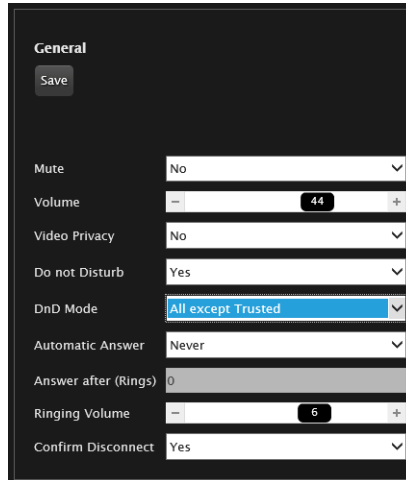 General
Save
Mute No
Volume − 44 +
Video Privacy No
Do not Disturb Yes
DnD Mode All except Trusted
Automatic Answer Never
Answer after (Rings) 0
Ringing Volume − 6 +
Confirm Disconnect Yes